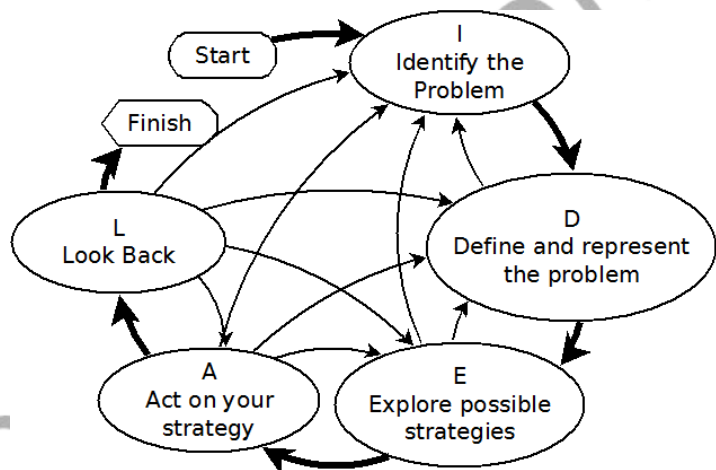 Start
I
Identify the
Problem
Finish
D
Define and represent
the problem
L
Look Back
A
Act on your
strategy
E
Explore possible
strategies